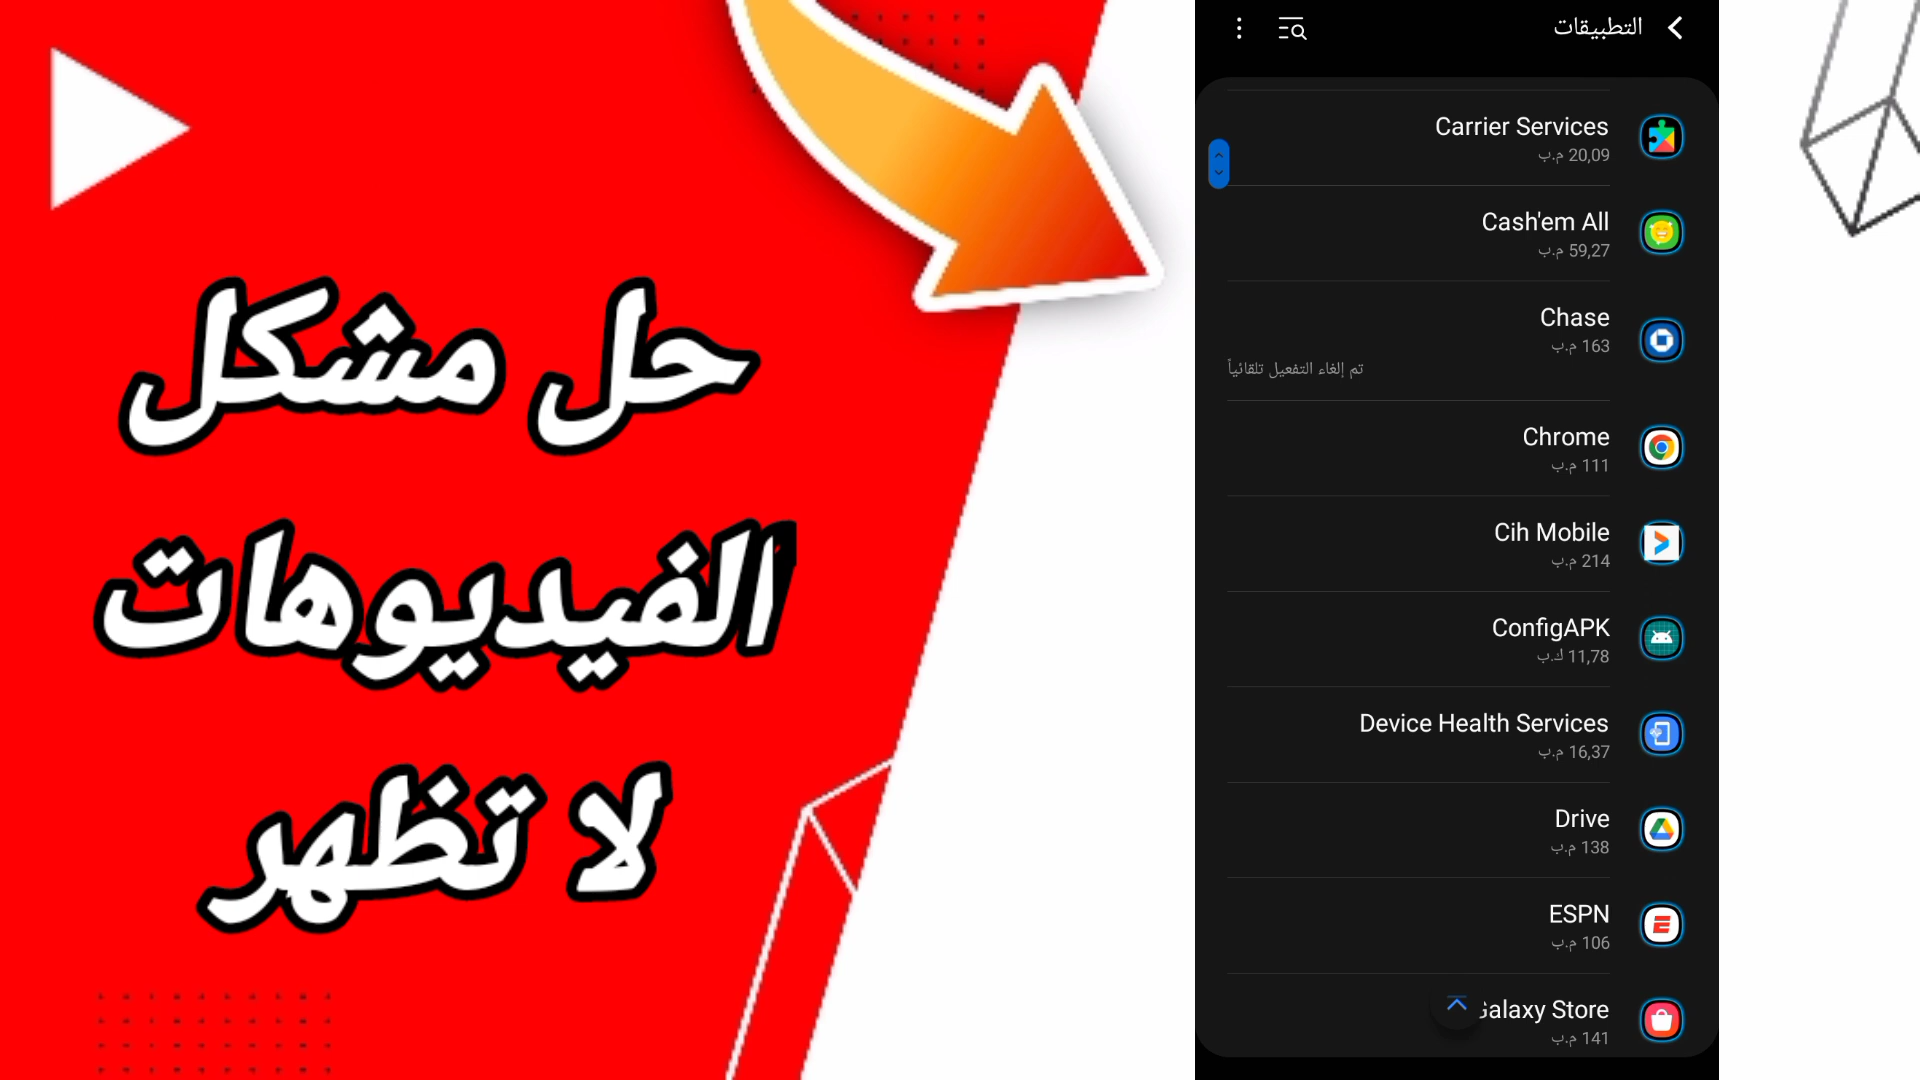 حل مشكل
الفيديوهات
لا تظهر
التطبيقات
Carrier Services
20,09 م.ب
Cash'em All
59,27 م.ب
Chase
163 م.ب
تم إلغاء التفعيل تلقائياً
Chrome
111 م.ب
Cih Mobile
214 م.ب
ConfigAPK
11,78 ك.ب
Device Health Services
16,37 م.ب
Drive
138 م.ب
ESPN
106 م.ب
Galaxy Store
141 م.ب